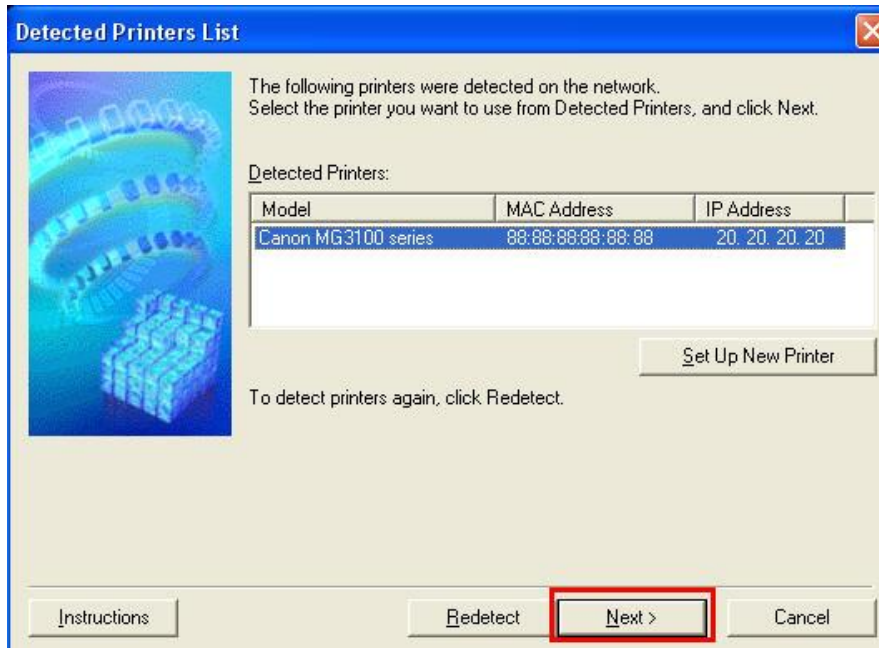 Detected Printers List
The following printers were detected on the network.
Select the printer you want to use from Detected Printers, and click Next.
Detected Printers:
Model MAC Address IP Address
Canon MG3100 series 88:88:88:88:88:88 20. 20. 20. 20
Set Up New Printer
To detect printers again, click Redetect.
Instructions Redetect Next > Cancel